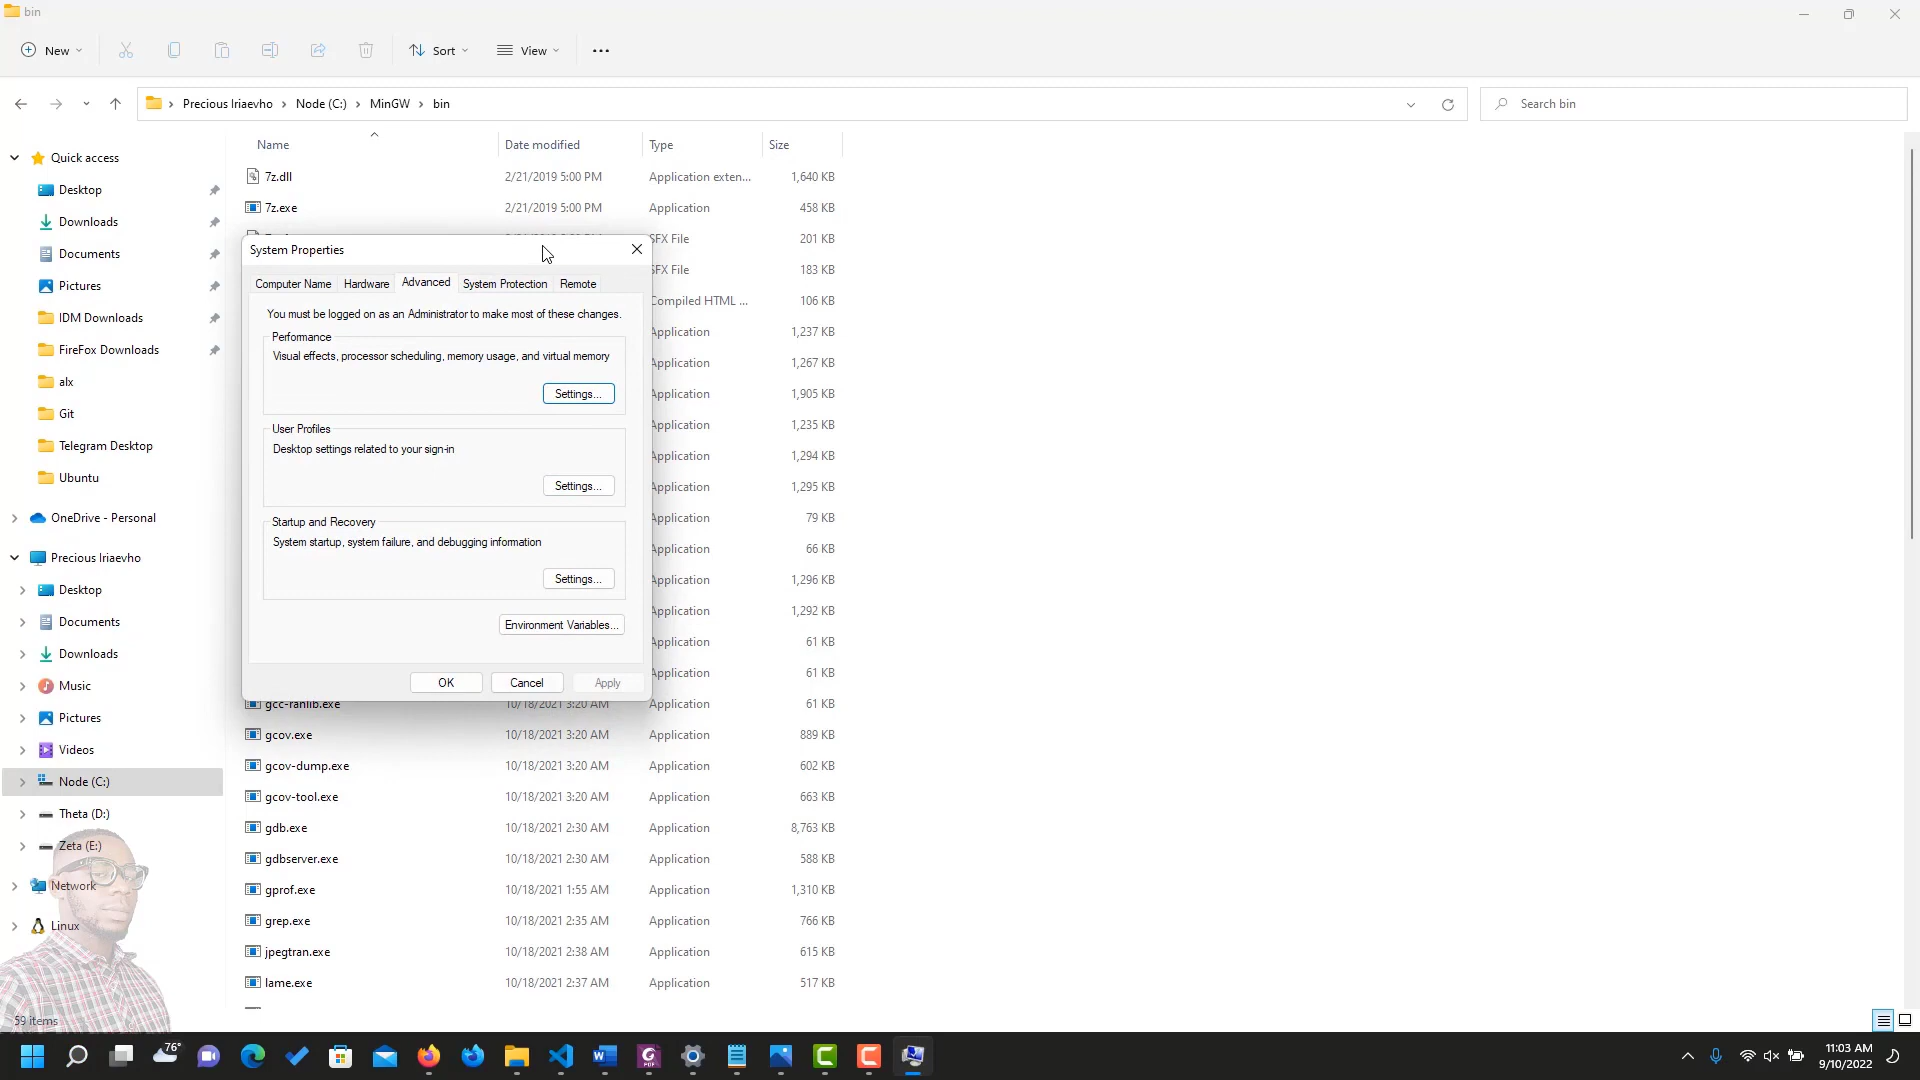 bin
New
Sort
View
Precious Iriaevho > Node (C:) > MinGW > bin
Search bin
Name Date modified Type Size
Quick access
Desktop
Downloads
Documents
Pictures
IDM Downloads
FireFox Downloads
alx
Git
Telegram Desktop
Ubuntu
OneDrive - Personal
Precious Iriaevho
Desktop
Documents
Downloads
Music
Pictures
Videos
Node (C:)
Theta (D:)
Zeta (E:)
Network
Linux
59 items
7z.dll 2/21/2019 5:00 PM Application exten... 1,640 KB
7z.exe 2/21/2019 5:00 PM Application 458 KB
SFX File 201 KB
SFX File 183 KB
Compiled HTML ... 106 KB
Application 1,237 KB
Application 1,267 KB
Application 1,905 KB
Application 1,235 KB
Application 1,294 KB
Application 1,295 KB
Application 79 KB
Application 66 KB
Application 1,296 KB
Application 1,292 KB
Application 61 KB
Application 61 KB
gcc-ranlib.exe 10/18/2021 3:20 AM Application 61 KB
gcov.exe 10/18/2021 3:20 AM Application 889 KB
gcov-dump.exe 10/18/2021 3:20 AM Application 602 KB
gcov-tool.exe 10/18/2021 3:20 AM Application 663 KB
gdb.exe 10/18/2021 2:30 AM Application 8,763 KB
gdbserver.exe 10/18/2021 2:30 AM Application 588 KB
gprof.exe 10/18/2021 1:55 AM Application 1,310 KB
grep.exe 10/18/2021 2:35 AM Application 766 KB
jpegtran.exe 10/18/2021 2:38 AM Application 615 KB
lame.exe 10/18/2021 2:37 AM Application 517 KB
System Properties
Computer Name Hardware Advanced System Protection Remote
You must be logged on as an Administrator to make most of these changes.
Performance
Visual effects, processor scheduling, memory usage, and virtual memory
Settings...
User Profiles
Desktop settings related to your sign-in
Settings...
Startup and Recovery
System startup, system failure, and debugging information
Settings...
Environment Variables...
OK Cancel Apply
76°
11:03 AM
9/10/2022